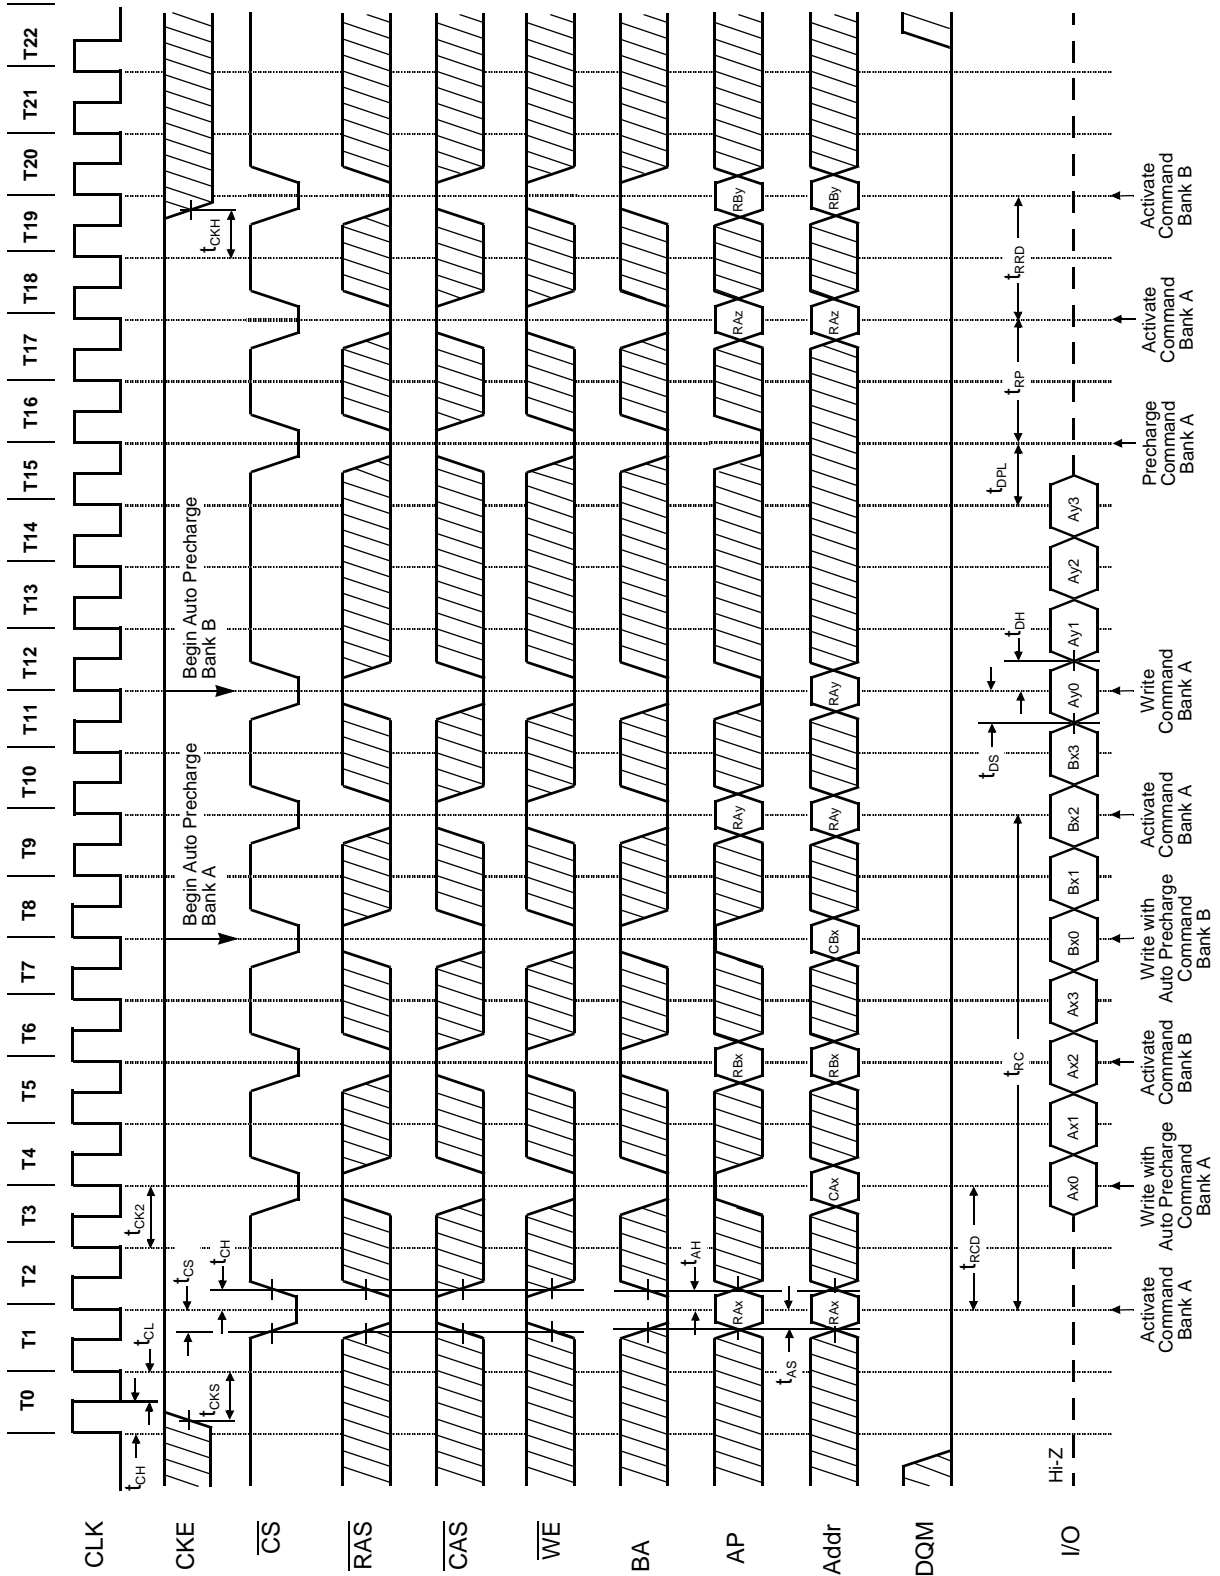 T0 T1 T2 T3 T4 T5 T6 T7 T8 T9 T10 T11 T12 T13 T14 T15 T16 T17 T18 T19 T20 T21 T22
CLK
tCH
tCL
tCK2
CKE
tCKS
tCS
tCH
Begin Auto Precharge
Bank A
Begin Auto Precharge
Bank B
tCKH
CS
RAS
CAS
WE
BA
AP
tAH
RAx
RBx
RAy
RAz
RBy
tAS
Addr
RAx
CAx
RBx
CBx
RAy
RAy
RAz
RBy
DQM
tRCD
tRC
tDS
tDH
tDPL
tRP
tRRD
I/O
Hi-Z
Ax0
Ax1
Ax2
Ax3
Bx0
Bx1
Bx2
Bx3
Ay0
Ay1
Ay2
Ay3
Activate
Command
Bank A
Write with
Auto Precharge
Command
Bank A
Activate
Command
Bank B
Write with
Auto Precharge
Command
Bank B
Activate
Command
Bank A
Write
Command
Bank A
Precharge
Command
Bank A
Activate
Command
Bank A
Activate
Command
Bank B